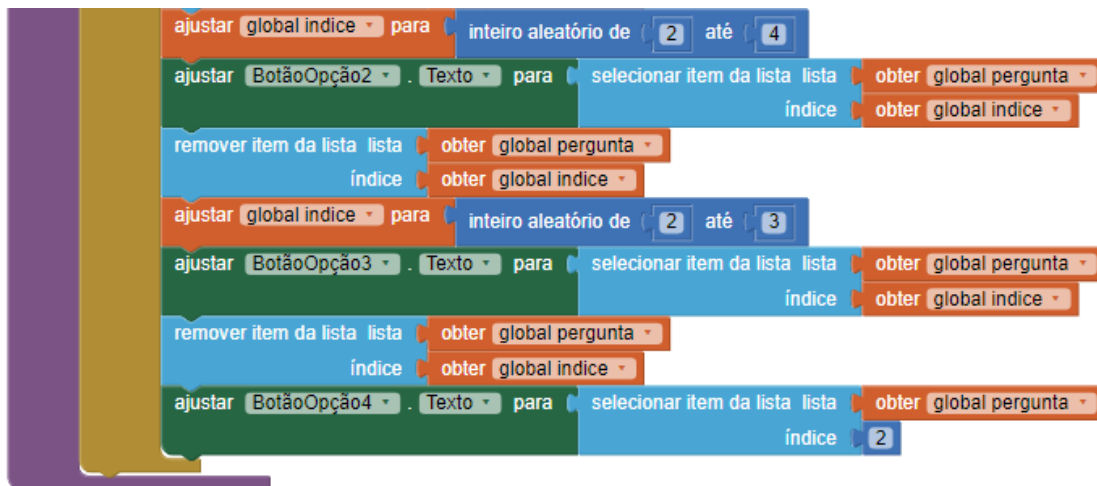 ajustar global indice para inteiro aleatório de 2 até 4
ajustar BotãoOpção2 . Texto para selecionar item da lista lista obter global pergunta
índice obter global indice
remover item da lista lista obter global pergunta
índice obter global indice
ajustar global indice para inteiro aleatório de 2 até 3
ajustar BotãoOpção3 . Texto para selecionar item da lista lista obter global pergunta
índice obter global indice
remover item da lista lista obter global pergunta
índice obter global indice
ajustar BotãoOpção4 . Texto para selecionar item da lista lista obter global pergunta
índice 2